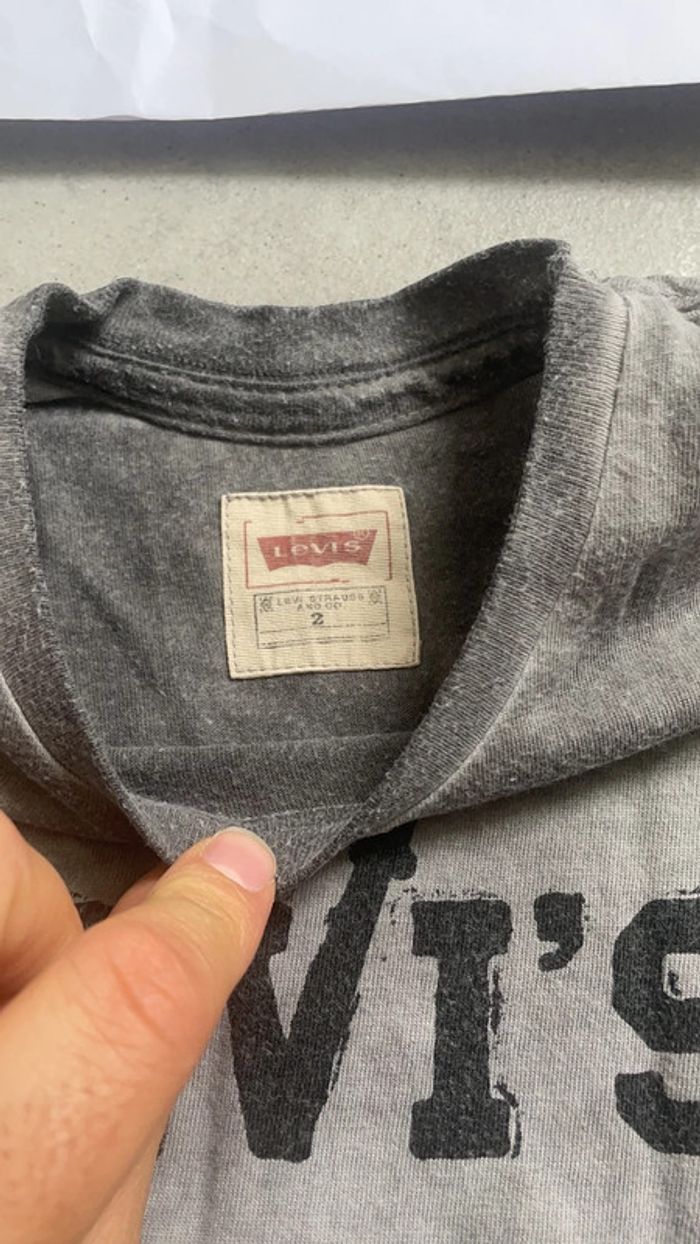 LEVI'S ®
LEVI STRAUSS
AND CO
2
VI'S